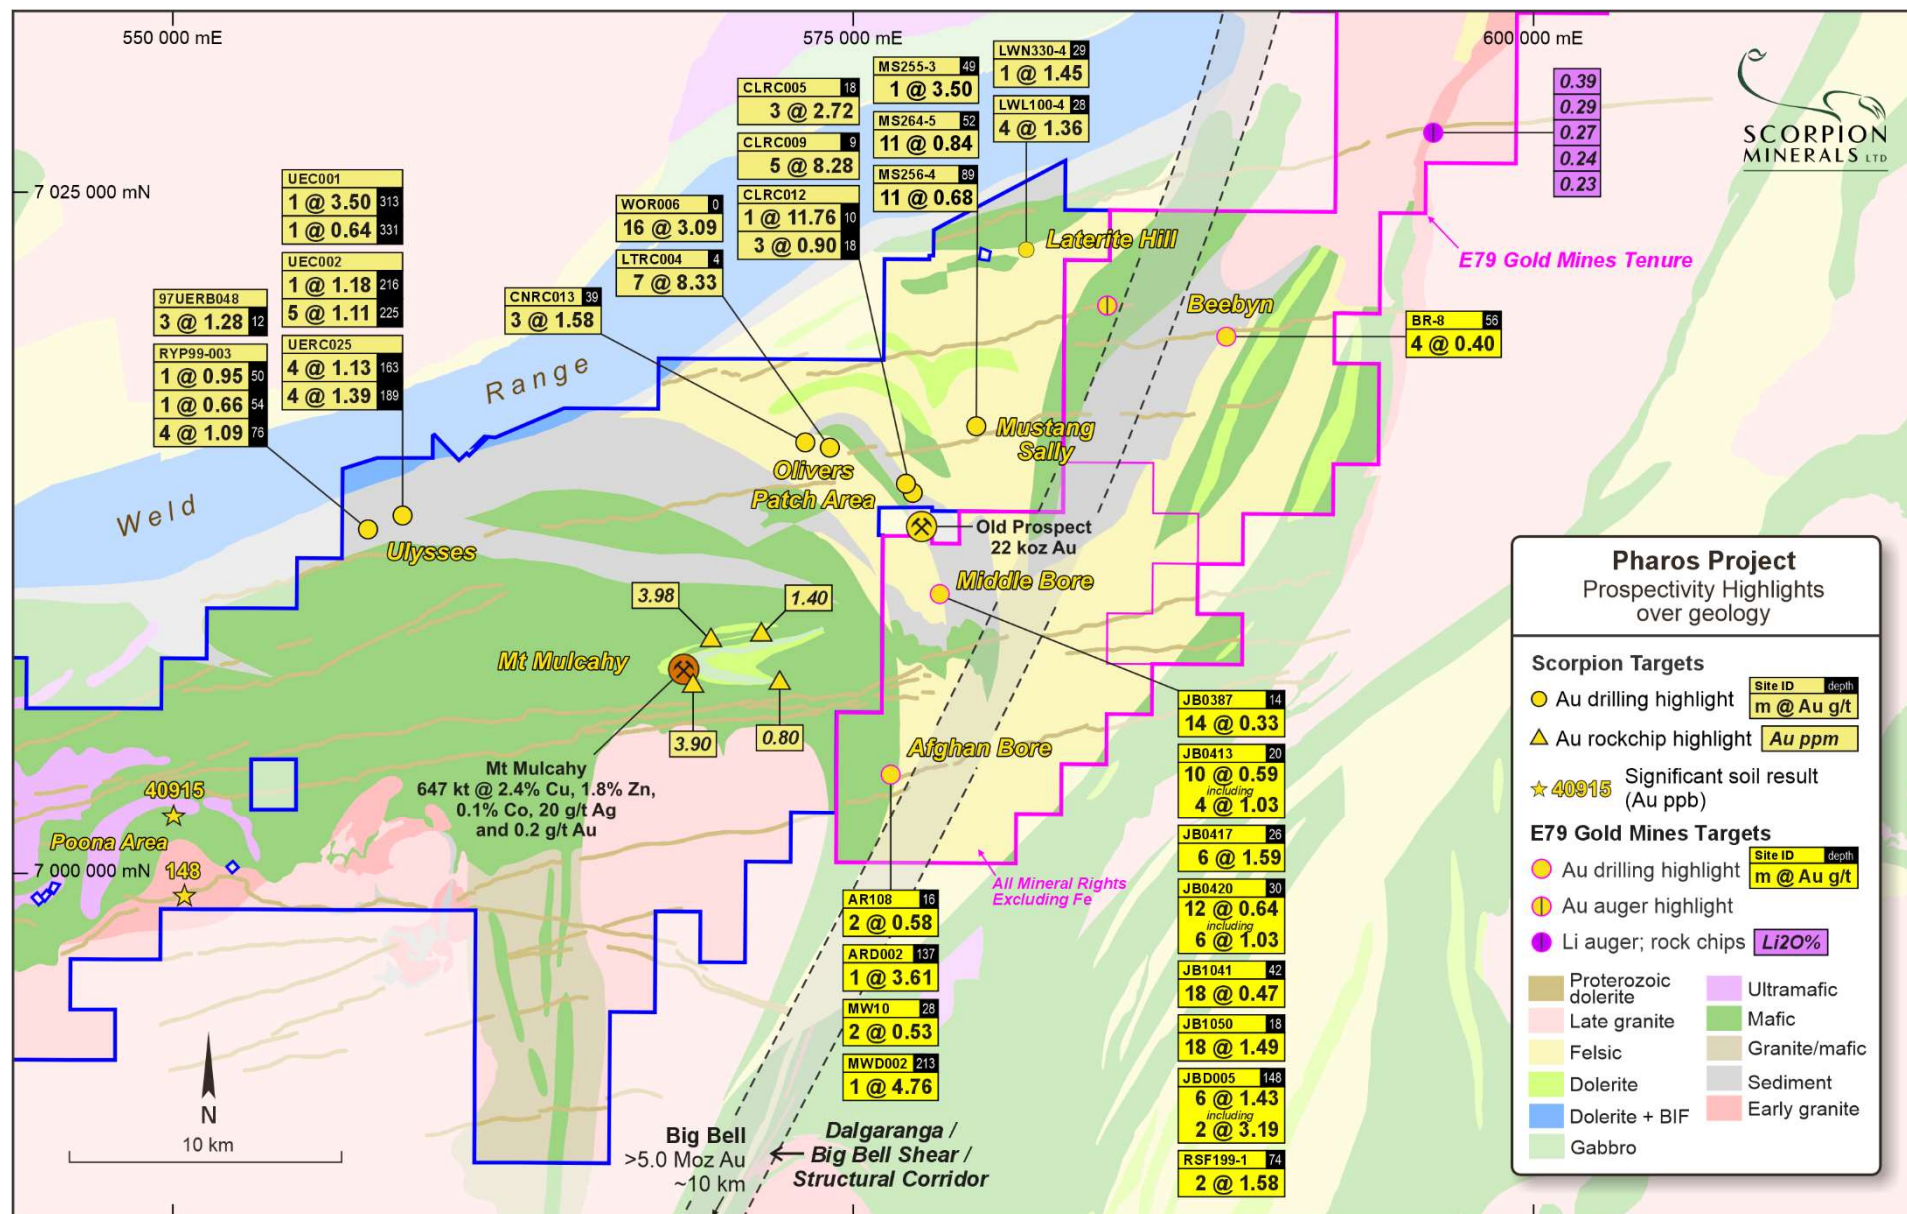 550 000 mE
575 000 mE
600 000 mE
7 025 000 mN
7 000 000 mN
SCORPION
MINERALS LTD
97UERB048
3 @ 1.28 12
RYP99-003
1 @ 0.95 50
1 @ 0.66 54
4 @ 1.09 76
UEC001
1 @ 3.50 313
1 @ 0.64 331
UEC002
1 @ 1.18 216
5 @ 1.11 225
UERC025
4 @ 1.13 163
4 @ 1.39 189
CNRC013 39
3 @ 1.58
WOR006 0
16 @ 3.09
LTRC004 4
7 @ 8.33
CLRC005 18
3 @ 2.72
CLRC009 9
5 @ 8.28
CLRC012
1 @ 11.76 10
3 @ 0.90 18
MS255-3 49
1 @ 3.50
MS264-5 52
11 @ 0.84
MS256-4 89
11 @ 0.68
LWN330-4 29
1 @ 1.45
LWL100-4 28
4 @ 1.36
0.39
0.29
0.27
0.24
0.23
E79 Gold Mines Tenure
Laterite Hill
Beebyn
BR-8 56
4 @ 0.40
Weld
Range
Olivers
Patch Area
Mustang
Sally
Ulysses
Old Prospect
22 koz Au
Middle Bore
3.98
1.40
Mt Mulcahy
3.90
0.80
Mt Mulcahy
647 kt @ 2.4% Cu, 1.8% Zn,
0.1% Co, 20 g/t Ag
and 0.2 g/t Au
Afghan Bore
40915
Poona Area
148
All Mineral Rights
Excluding Fe
AR108 16
2 @ 0.58
ARD002 137
1 @ 3.61
MW10 28
2 @ 0.53
MWD002 213
1 @ 4.76
JB0387 14
14 @ 0.33
JB0413 20
10 @ 0.59
including
4 @ 1.03
JB0417 26
6 @ 1.59
JB0420 30
12 @ 0.64
including
6 @ 1.03
JB1041 42
18 @ 0.47
JB1050 18
18 @ 1.49
JBD005 148
6 @ 1.43
including
2 @ 3.19
RSF199-1 74
2 @ 1.58
N
10 km
Big Bell
>5.0 Moz Au
~10 km
Dalgaranga /
Big Bell Shear /
Structural Corridor
Pharos Project
Prospectivity Highlights
over geology
Scorpion Targets
Au drilling highlight
Site ID depth
m @ Au g/t
Au rockchip highlight Au ppm
40915 Significant soil result
(Au ppb)
E79 Gold Mines Targets
Au drilling highlight
Site ID depth
m @ Au g/t
Au auger highlight
Li auger; rock chips Li2O%
Proterozoic
dolerite
Late granite
Felsic
Dolerite
Dolerite + BIF
Gabbro
Ultramafic
Mafic
Granite/mafic
Sediment
Early granite